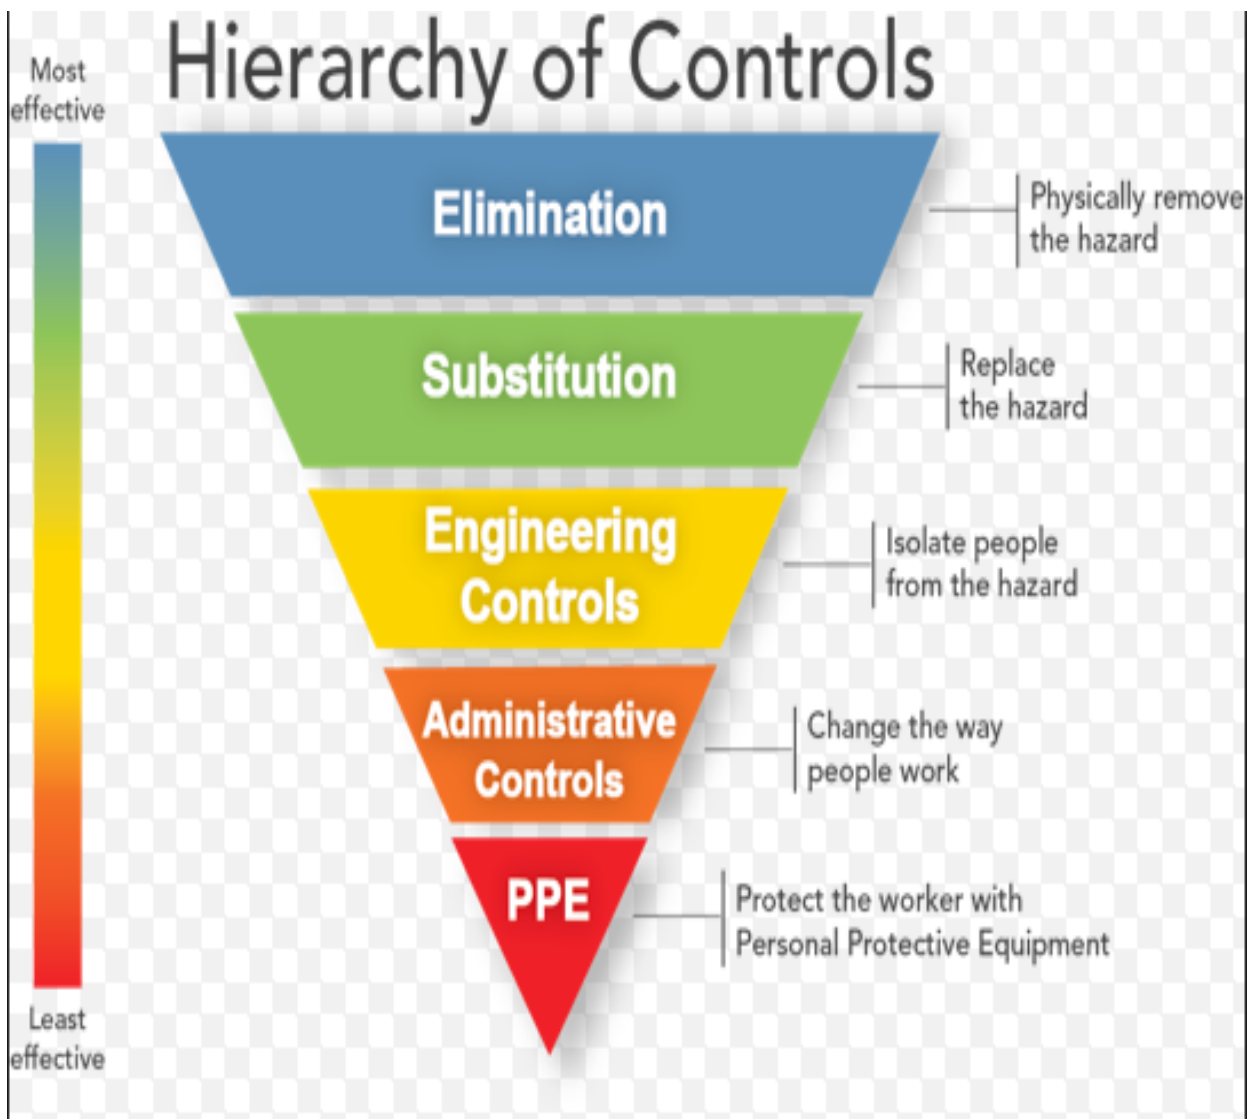 Hierarchy of Controls
Most
effective
Elimination
Physically remove
the hazard
Substitution
Replace
the hazard
Engineering
Controls
Isolate people
from the hazard
Administrative
Controls
Change the way
people work
PPE
Protect the worker with
Personal Protective Equipment
Least
effective